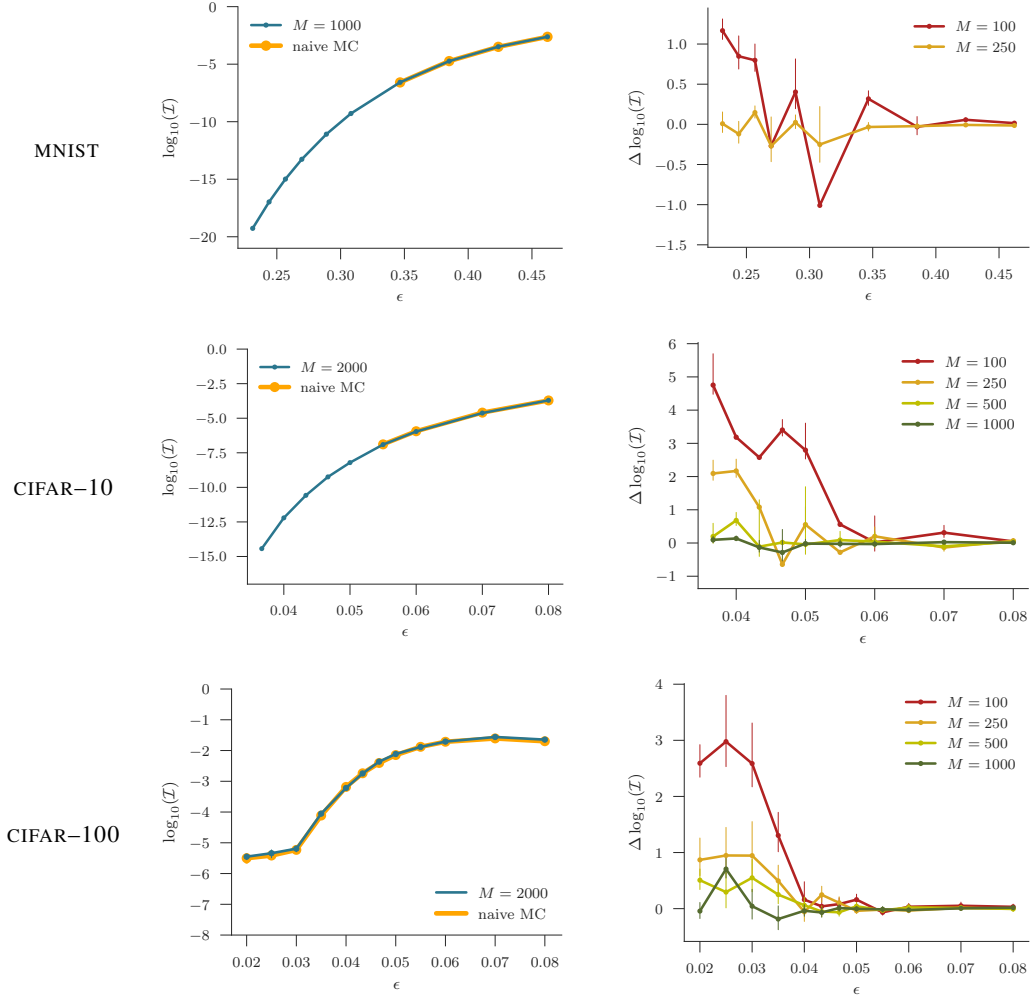 MNIST
log₁₀(𝓘)
0
−5
−10
−15
−20
M = 1000
naive MC
0.25 0.30 0.35 0.40 0.45
ϵ
Δ log₁₀(𝓘)
1.0
0.5
0.0
−0.5
−1.0
−1.5
M = 100
M = 250
0.25 0.30 0.35 0.40 0.45
ϵ
CIFAR–10
log₁₀(𝓘)
0.0
−2.5
−5.0
−7.5
−10.0
−12.5
−15.0
M = 2000
naive MC
0.04 0.05 0.06 0.07 0.08
ϵ
Δ log₁₀(𝓘)
6
5
4
3
2
1
0
−1
M = 100
M = 250
M = 500
M = 1000
0.04 0.05 0.06 0.07 0.08
ϵ
CIFAR–100
log₁₀(𝓘)
0
−1
−2
−3
−4
−5
−6
−7
−8
M = 2000
naive MC
0.02 0.03 0.04 0.05 0.06 0.07 0.08
ϵ
Δ log₁₀(𝓘)
4
3
2
1
0
M = 100
M = 250
M = 500
M = 1000
0.02 0.03 0.04 0.05 0.06 0.07 0.08
ϵ